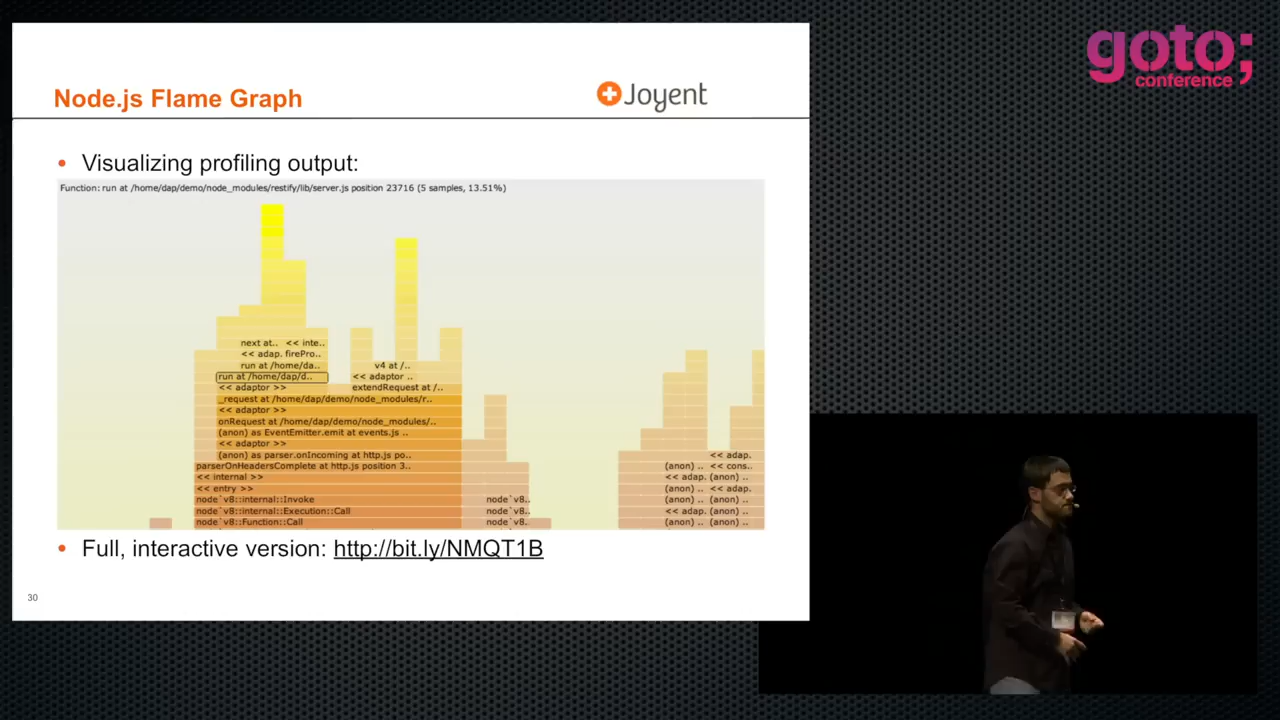 goto;
conference
Node.js Flame Graph
Joyent
• Visualizing profiling output:
Function: run at /home/dap/demo/node_modules/restify/lib/server.js position 23716 (5 samples, 13.51%)
next at.. << inte..
<< adap. firePro..
run at /home/da.. v4 at /..
run at /home/dap/d.. << adaptor ..
<< adaptor >> extendRequest at /..
_request at /home/dap/demo/node_modules/r..
<< adaptor >>
onRequest at /home/dap/demo/node_modules/..
(anon) as EventEmitter.emit at events.js ..
<< adaptor >>
(anon) as parser.onIncoming at http.js po.. << adap.
parserOnHeadersComplete at http.js position 3.. (anon) .. << cons..
<< internal >> << adap. (anon) ..
<< entry >> (anon) .. << adap.
node`v8::internal::Invoke node`v8.. (anon) .. (anon) ..
node`v8::internal::Execution::Call node`v8.. << adap. (anon) ..
node`v8::Function::Call node`v8.. (anon) .. (anon) ..
• Full, interactive version: http://bit.ly/NMQT1B
30